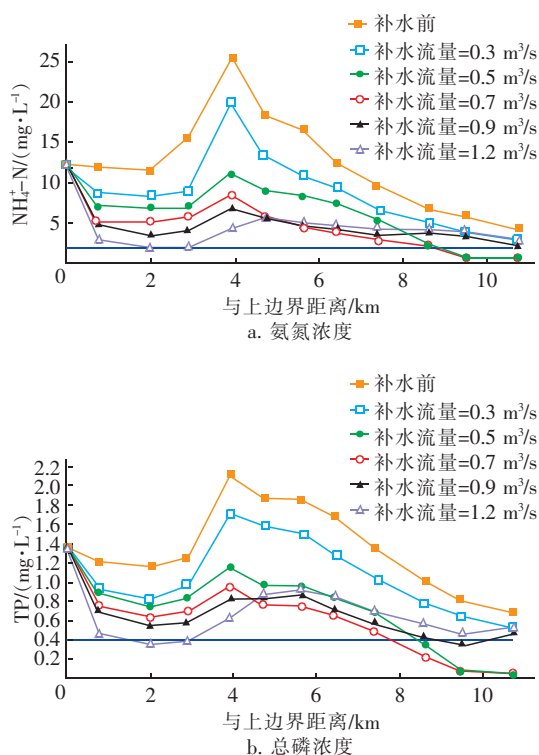 补水前
补水流量=0.3 m³/s
补水流量=0.5 m³/s
补水流量=0.7 m³/s
补水流量=0.9 m³/s
补水流量=1.2 m³/s
NH₄⁺-N/(mg·L⁻¹)
25
20
15
10
5
0
0 2 4 6 8 10
与上边界距离/km
a. 氨氮浓度
补水前
补水流量=0.3 m³/s
补水流量=0.5 m³/s
补水流量=0.7 m³/s
补水流量=0.9 m³/s
补水流量=1.2 m³/s
TP/(mg·L⁻¹)
2.2
2.0
1.8
1.6
1.4
1.2
1.0
0.8
0.6
0.4
0.2
0 2 4 6 8 10
与上边界距离/km
b. 总磷浓度